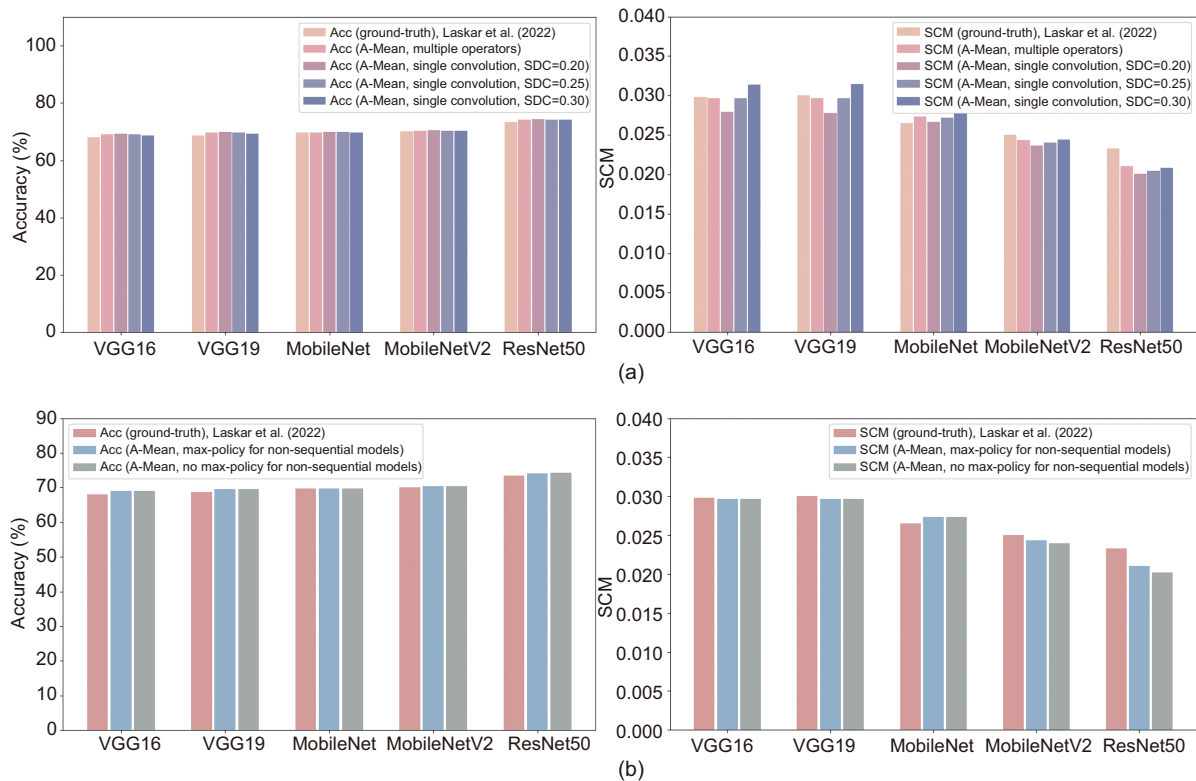 Acc (ground-truth), Laskar et al. (2022)
Acc (A-Mean, multiple operators)
Acc (A-Mean, single convolution, SDC=0.20)
Acc (A-Mean, single convolution, SDC=0.25)
Acc (A-Mean, single convolution, SDC=0.30)
Accuracy (%)
100
80
60
40
20
0
VGG16 VGG19 MobileNet MobileNetV2 ResNet50
SCM (ground-truth), Laskar et al. (2022)
SCM (A-Mean, multiple operators)
SCM (A-Mean, single convolution, SDC=0.20)
SCM (A-Mean, single convolution, SDC=0.25)
SCM (A-Mean, single convolution, SDC=0.30)
SCM
0.040
0.035
0.030
0.025
0.020
0.015
0.010
0.005
0.000
VGG16 VGG19 MobileNet MobileNetV2 ResNet50
(a)
Acc (ground-truth), Laskar et al. (2022)
Acc (A-Mean, max-policy for non-sequential models)
Acc (A-Mean, no max-policy for non-sequential models)
Accuracy (%)
90
80
70
60
50
40
30
20
10
0
VGG16 VGG19 MobileNet MobileNetV2 ResNet50
SCM (ground-truth), Laskar et al. (2022)
SCM (A-Mean, max-policy for non-sequential models)
SCM (A-Mean, no max-policy for non-sequential models)
SCM
0.040
0.035
0.030
0.025
0.020
0.015
0.010
0.005
0.000
VGG16 VGG19 MobileNet MobileNetV2 ResNet50
(b)